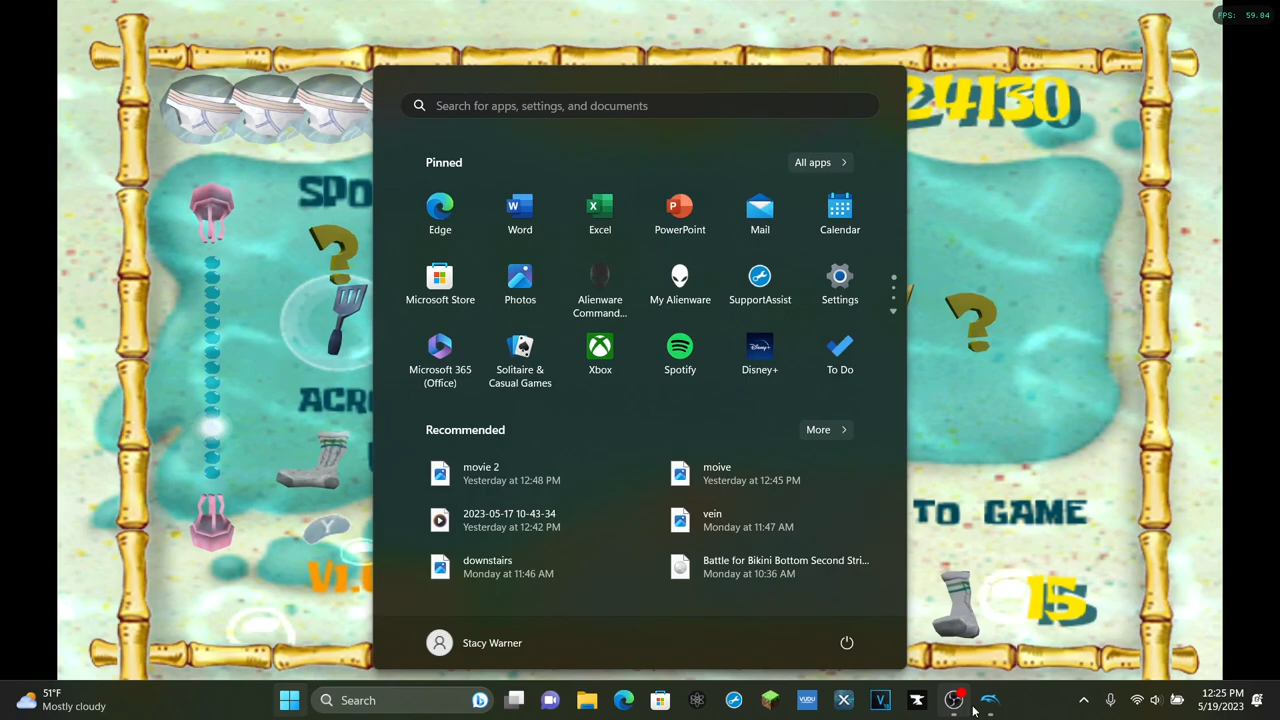 FPS: 59.84
24130
SPO
Search for apps, settings, and documents
Pinned
All apps
Edge
Word
Excel
PowerPoint
Mail
Calendar
Microsoft Store
Photos
Alienware
Command...
My Alienware
SupportAssist
Settings
?
?
Microsoft 365
(Office)
Solitaire &
Casual Games
Xbox
Spotify
Disney+
To Do
ACR
Recommended
More
movie 2
Yesterday at 12:48 PM
moive
Yesterday at 12:45 PM
2023-05-17 10-43-34
Yesterday at 12:42 PM
vein
Monday at 11:47 AM
TO GAME
downstairs
Monday at 11:46 AM
Battle for Bikini Bottom Second Stri...
Monday at 10:36 AM
Y
V1.
15
Stacy Warner
51°F
Mostly cloudy
Search
VUDU
12:25 PM
5/19/2023